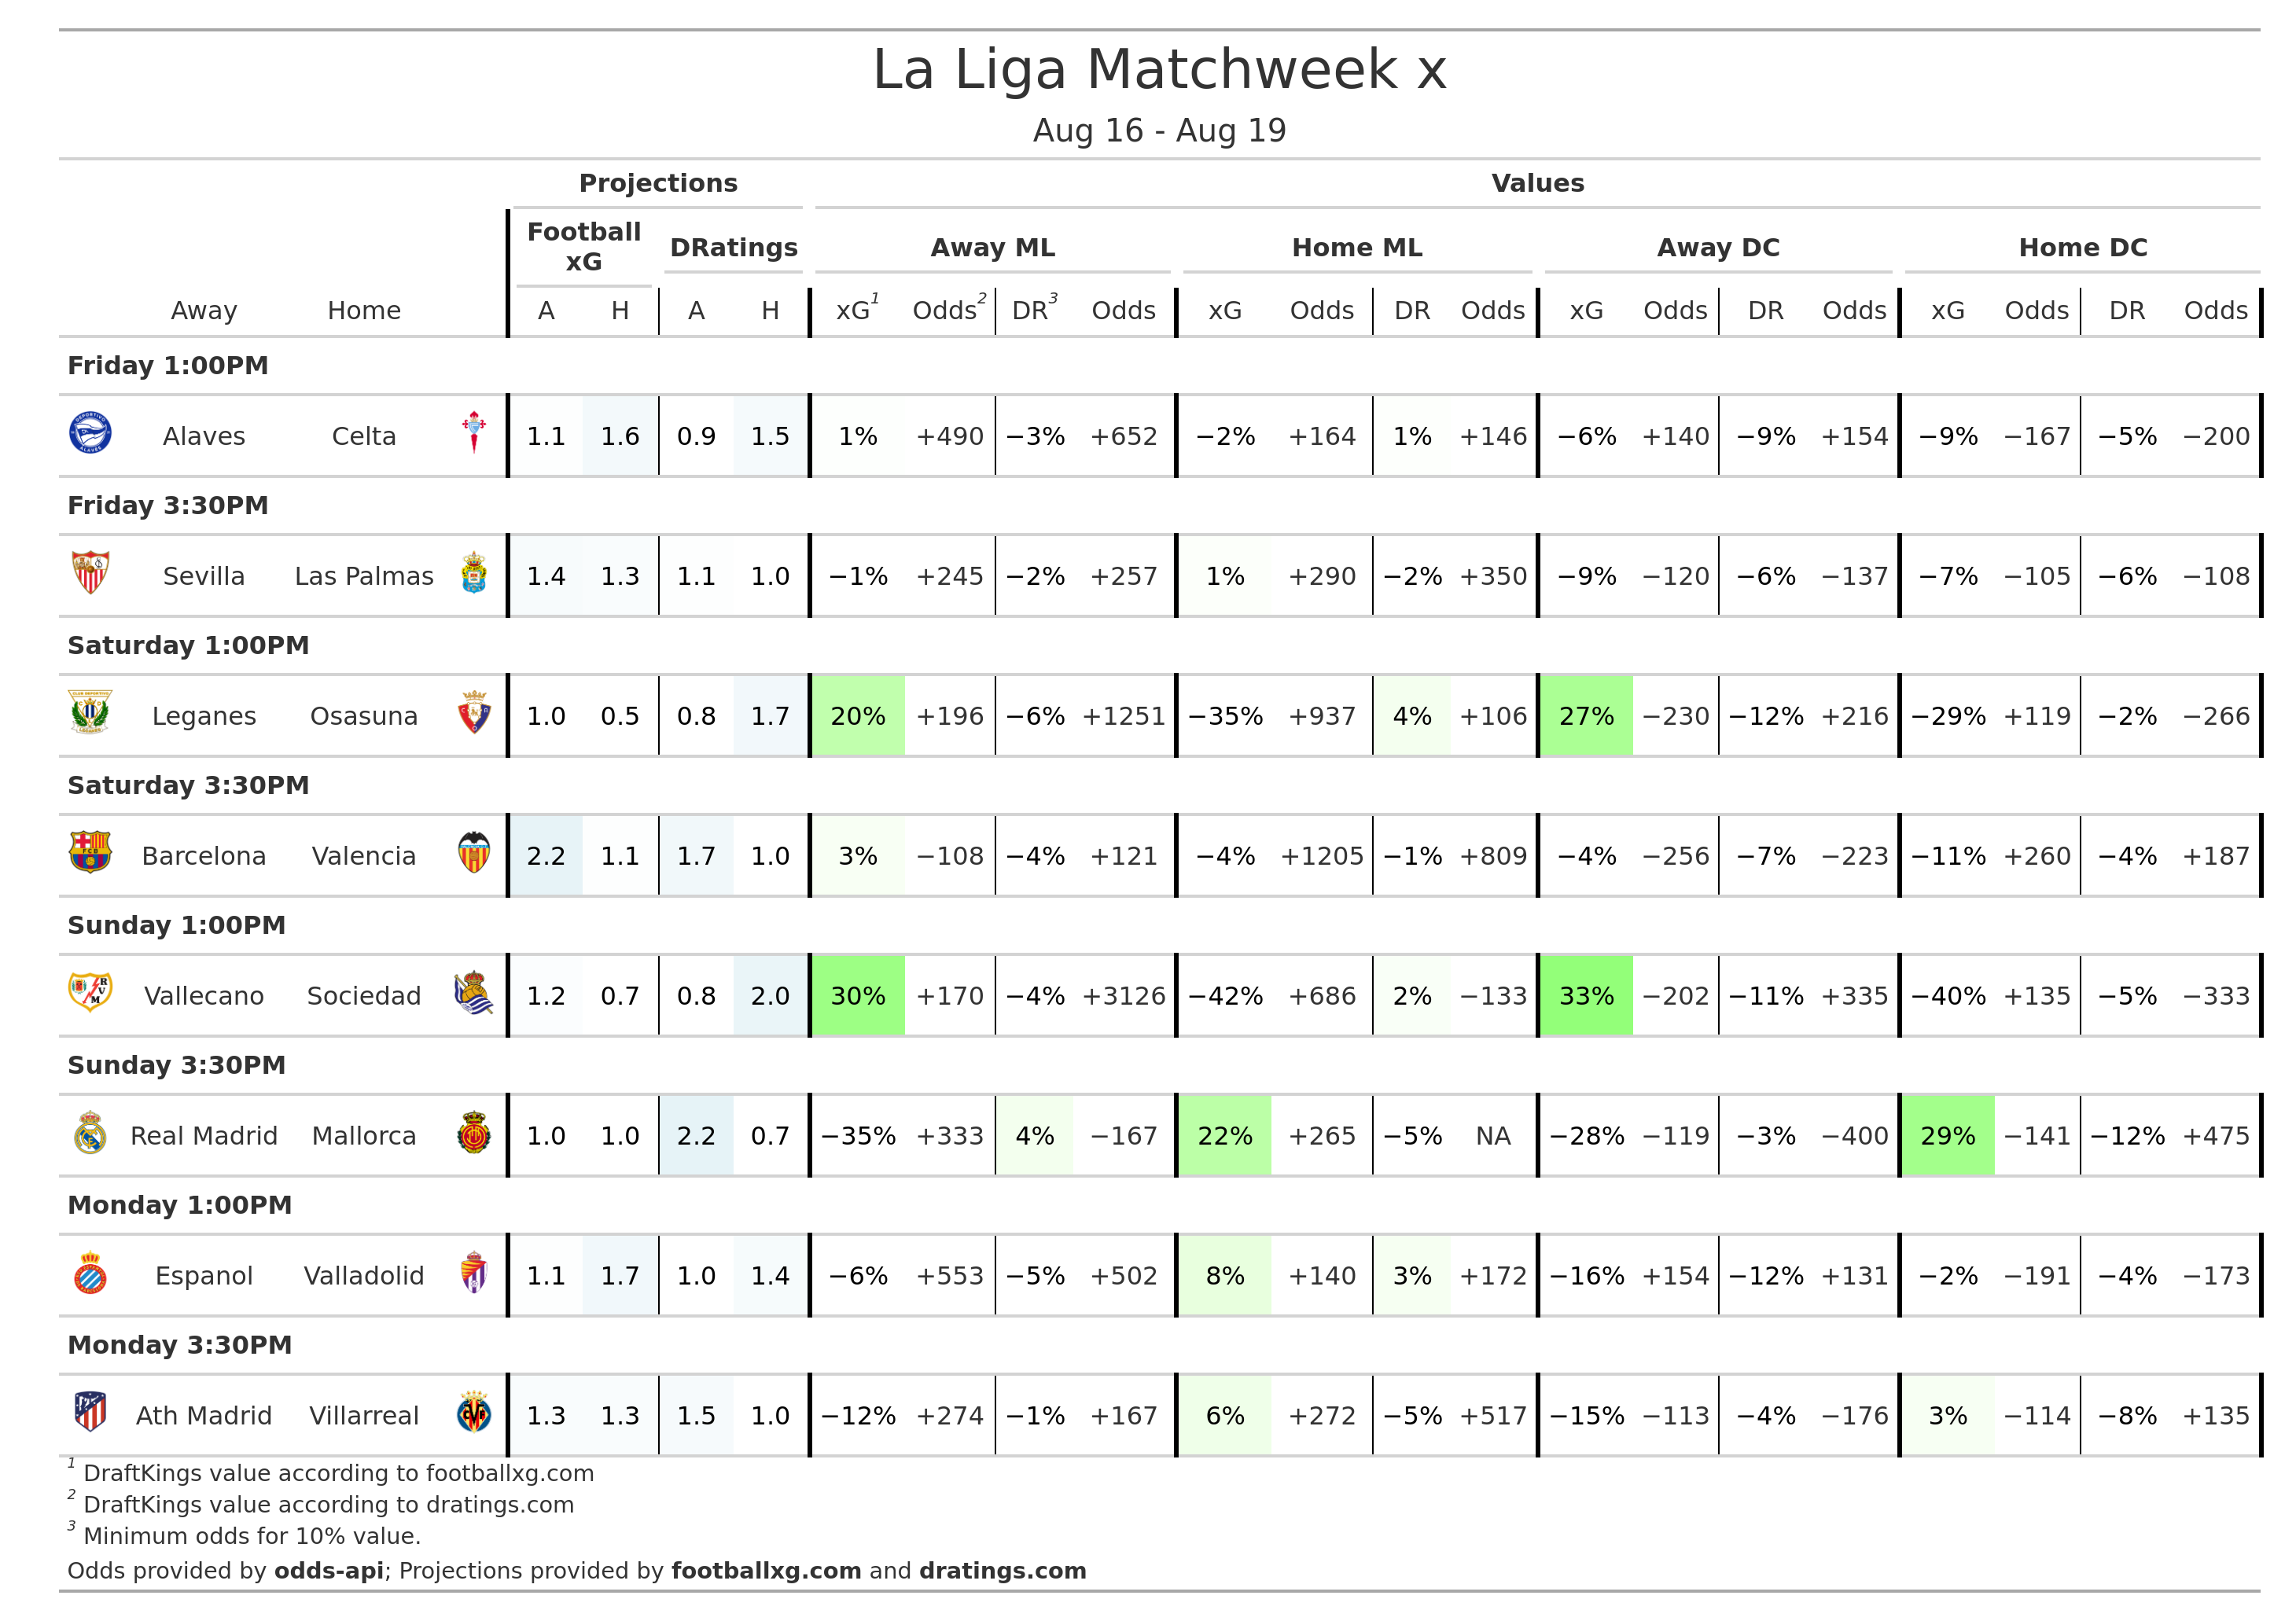 La Liga Matchweek x
Aug 16 - Aug 19
Projections Values
Football xG DRatings Away ML Home ML Away DC Home DC
Away Home A H A H xG1 Odds2 DR3 Odds xG Odds DR Odds xG Odds DR Odds xG Odds DR Odds
Friday 1:00PM
Alaves Celta 1.1 1.6 0.9 1.5 1% +490 −3% +652 −2% +164 1% +146 −6% +140 −9% +154 −9% −167 −5% −200
Friday 3:30PM
Sevilla Las Palmas 1.4 1.3 1.1 1.0 −1% +245 −2% +257 1% +290 −2% +350 −9% −120 −6% −137 −7% −105 −6% −108
Saturday 1:00PM
Leganes Osasuna 1.0 0.5 0.8 1.7 20% +196 −6% +1251 −35% +937 4% +106 27% −230 −12% +216 −29% +119 −2% −266
Saturday 3:30PM
Barcelona Valencia 2.2 1.1 1.7 1.0 3% −108 −4% +121 −4% +1205 −1% +809 −4% −256 −7% −223 −11% +260 −4% +187
Sunday 1:00PM
Vallecano Sociedad 1.2 0.7 0.8 2.0 30% +170 −4% +3126 −42% +686 2% −133 33% −202 −11% +335 −40% +135 −5% −333
Sunday 3:30PM
Real Madrid Mallorca 1.0 1.0 2.2 0.7 −35% +333 4% −167 22% +265 −5% NA −28% −119 −3% −400 29% −141 −12% +475
Monday 1:00PM
Espanol Valladolid 1.1 1.7 1.0 1.4 −6% +553 −5% +502 8% +140 3% +172 −16% +154 −12% +131 −2% −191 −4% −173
Monday 3:30PM
Ath Madrid Villarreal 1.3 1.3 1.5 1.0 −12% +274 −1% +167 6% +272 −5% +517 −15% −113 −4% −176 3% −114 −8% +135
1 DraftKings value according to footballxg.com
2 DraftKings value according to dratings.com
3 Minimum odds for 10% value.
Odds provided by odds-api; Projections provided by footballxg.com and dratings.com